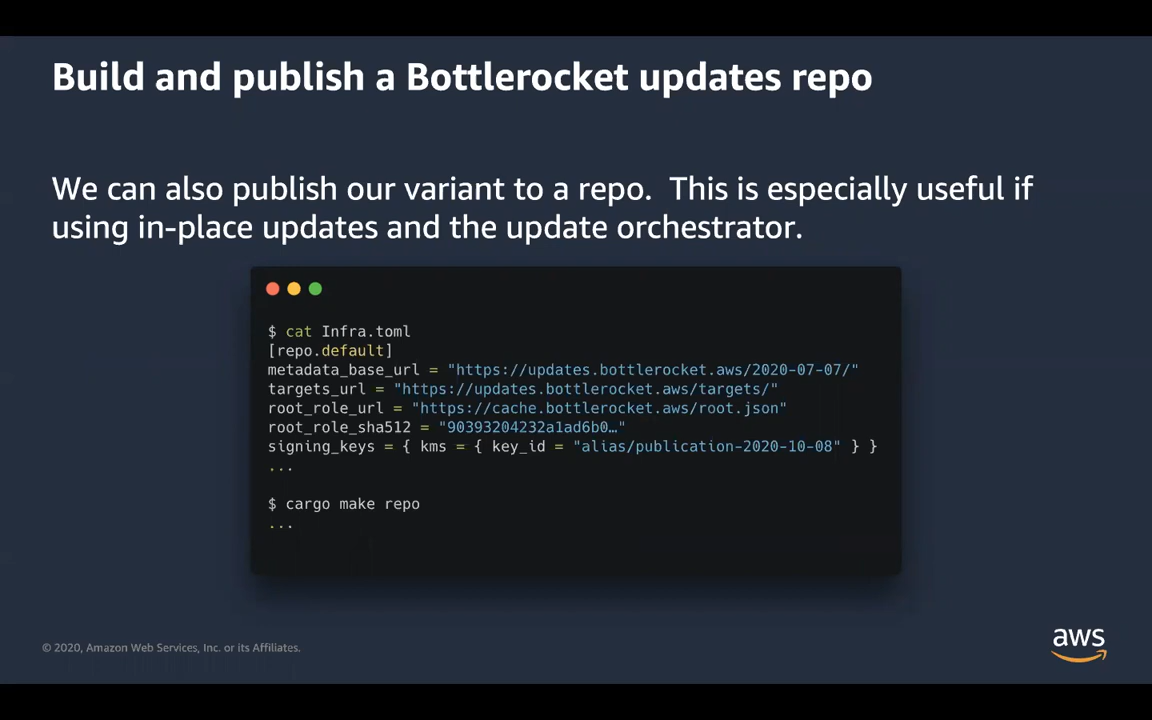 Build and publish a Bottlerocket updates repo
We can also publish our variant to a repo.  This is especially useful if
using in-place updates and the update orchestrator.
$ cat Infra.toml
[repo.default]
metadata_base_url = "https://updates.bottlerocket.aws/2020-07-07/"
targets_url = "https://updates.bottlerocket.aws/targets/"
root_role_url = "https://cache.bottlerocket.aws/root.json"
root_role_sha512 = "90393204232a1ad6b0…"
signing_keys = { kms = { key_id = "alias/publication-2020-10-08" } }
...
$ cargo make repo
...
© 2020, Amazon Web Services, Inc. or its Affiliates.
aws